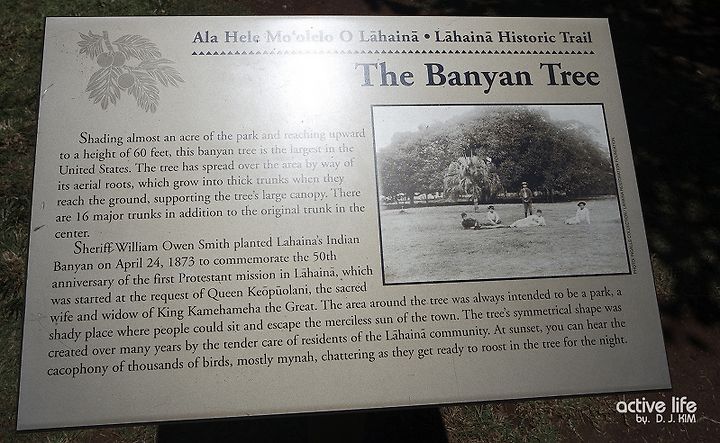 Ala Hele Mo'olelo O Lāhainā • Lāhainā Historic Trail
The Banyan Tree
Shading almost an acre of the park and reaching upward
to a height of 60 feet, this banyan tree is the largest in the
United States. The tree has spread over the area by way of
its aerial roots, which grow into thick trunks when they
reach the ground, supporting the tree's large canopy. There
are 16 major trunks in addition to the original trunk in the
center.
Sheriff William Owen Smith planted Lahaina's Indian
Banyan on April 24, 1873 to commemorate the 50th
anniversary of the first Protestant mission in Lāhainā, which
was started at the request of Queen Keōpūolani, the sacred
wife and widow of King Kamehameha the Great. The area around the tree was always intended to be a park, a
shady place where people could sit and escape the merciless sun of the town. The tree's symmetrical shape was
created over many years by the tender care of residents of the Lāhainā community. At sunset, you can hear the
cacophony of thousands of birds, mostly mynah, chattering as they get ready to roost in the tree for the night.
active life
by. D. J. KIM